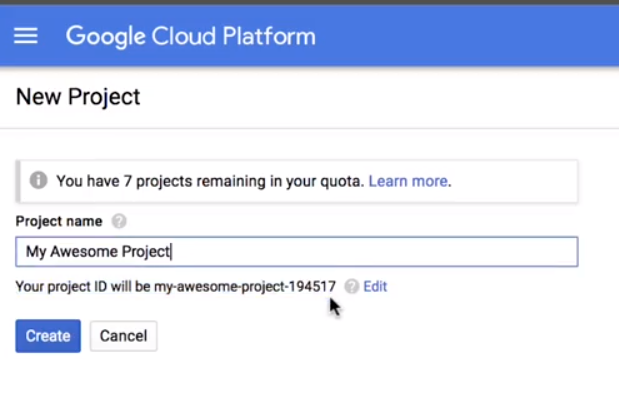 Google Cloud Platform
New Project
You have 7 projects remaining in your quota. Learn more.
Project name
My Awesome Project
Your project ID will be my-awesome-project-194517 Edit
Create Cancel